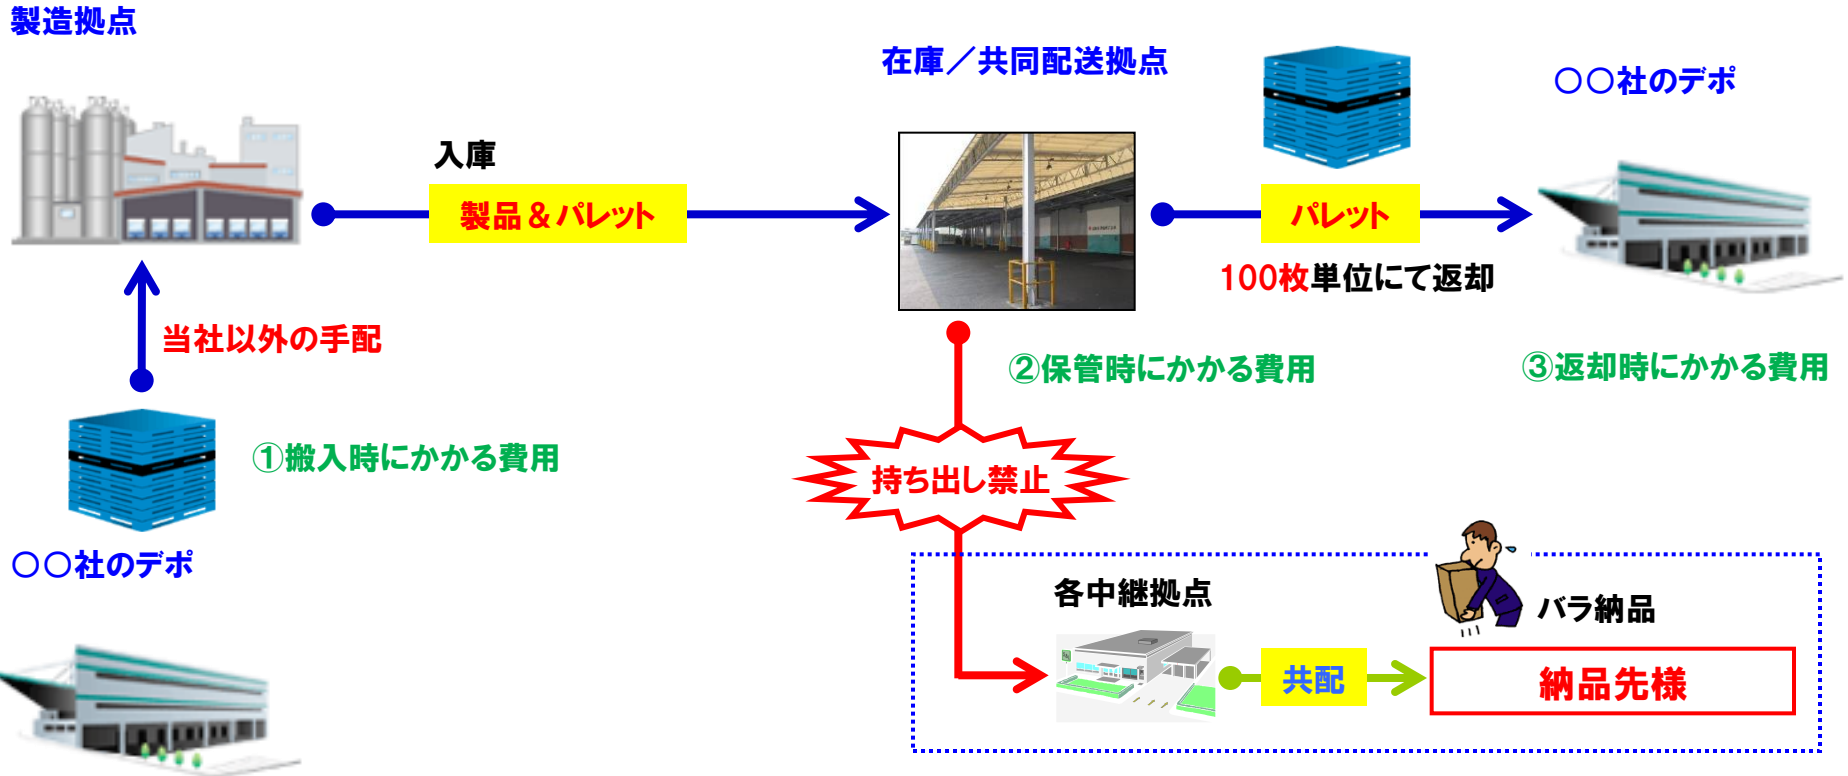 製造拠点
在庫／共同配送拠点
〇〇社のデポ
入庫
製品＆パレット
パレット
100枚単位にて返却
当社以外の手配
②保管時にかかる費用
③返却時にかかる費用
①搬入時にかかる費用
持ち出し禁止
〇〇社のデポ
各中継拠点
バラ納品
共配
納品先様